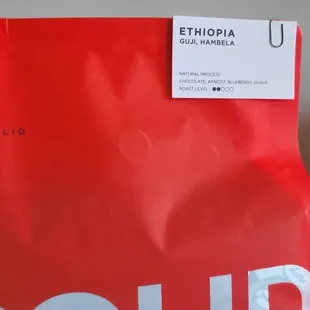 ETHIOPIA
GUJI, HAMBELA
NATURAL PROCESS
CHOCOLATE, APRICOT, BLUEBERRY, GUAVA
ROAST LEVEL:
LID